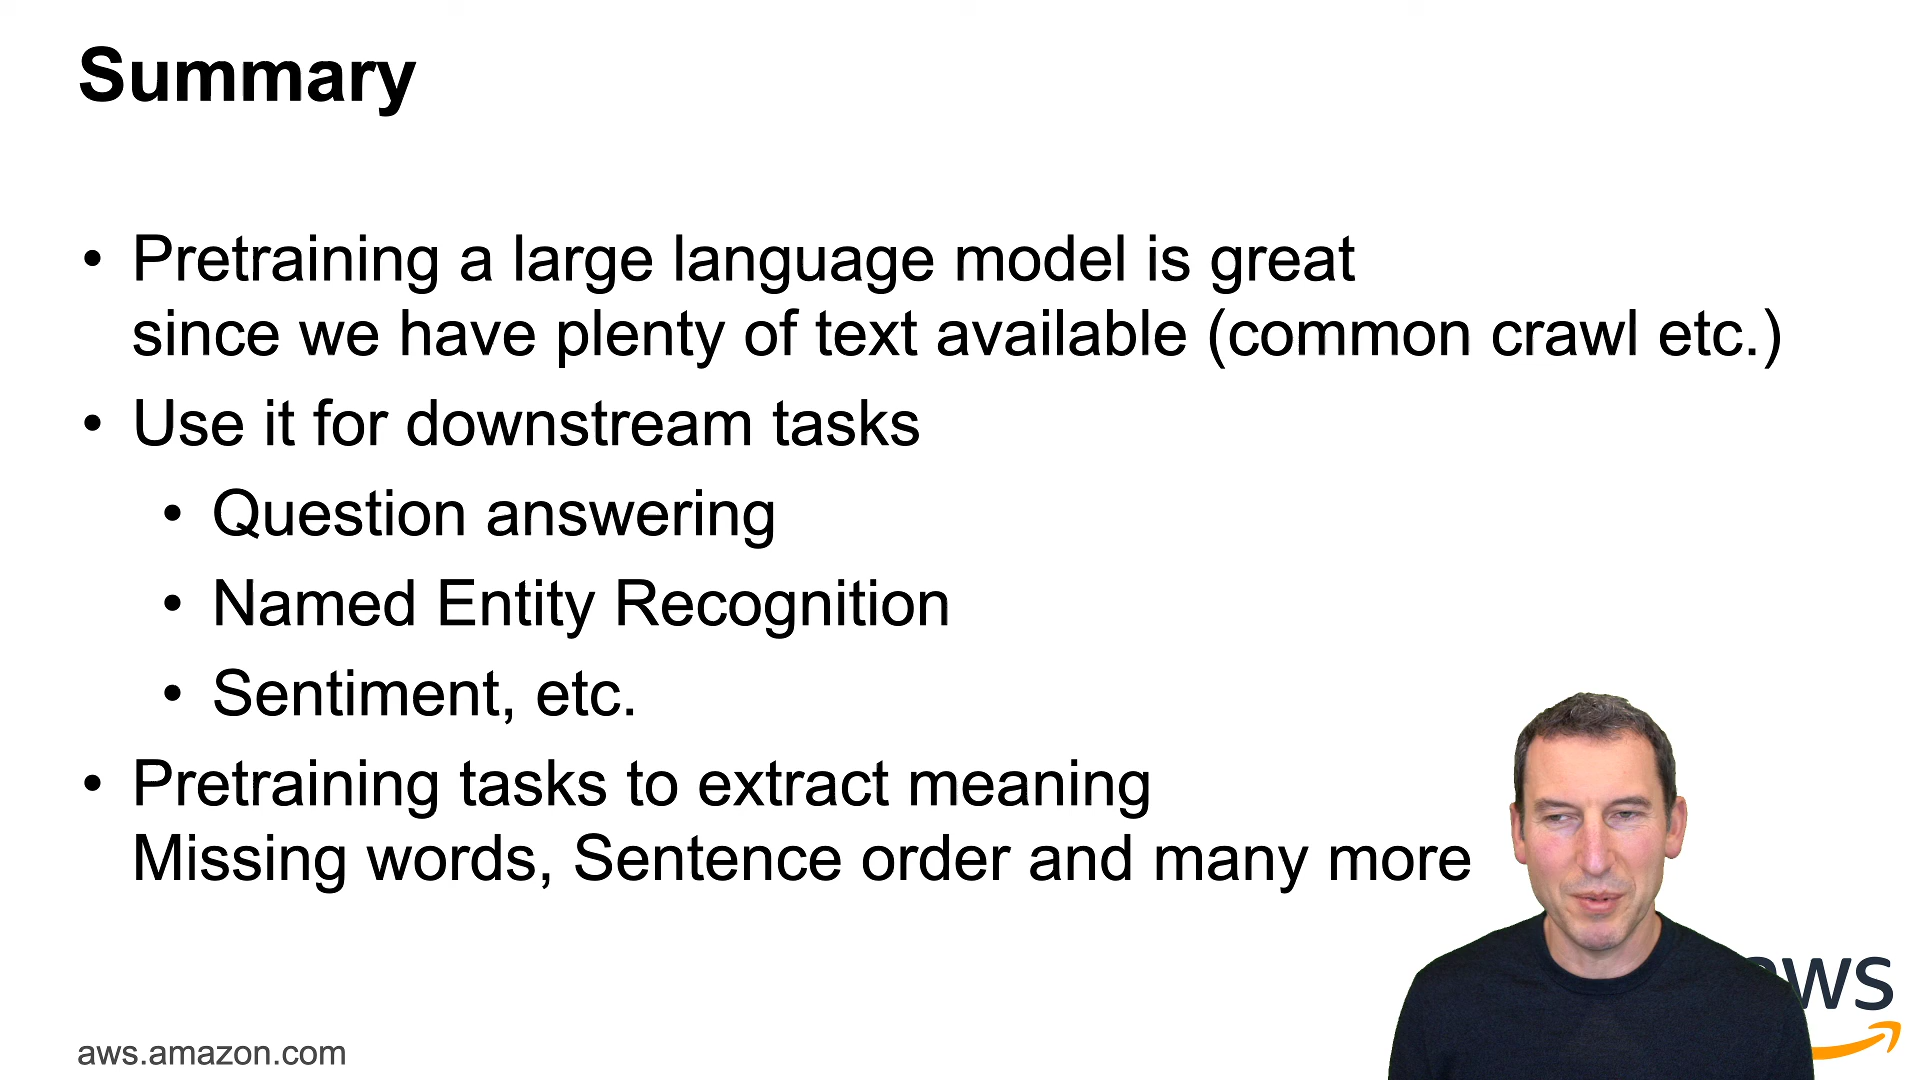 Summary
• Pretraining a large language model is great
since we have plenty of text available (common crawl etc.)
• Use it for downstream tasks
• Question answering
• Named Entity Recognition
• Sentiment, etc.
• Pretraining tasks to extract meaning
Missing words, Sentence order and many more
aws
aws.amazon.com